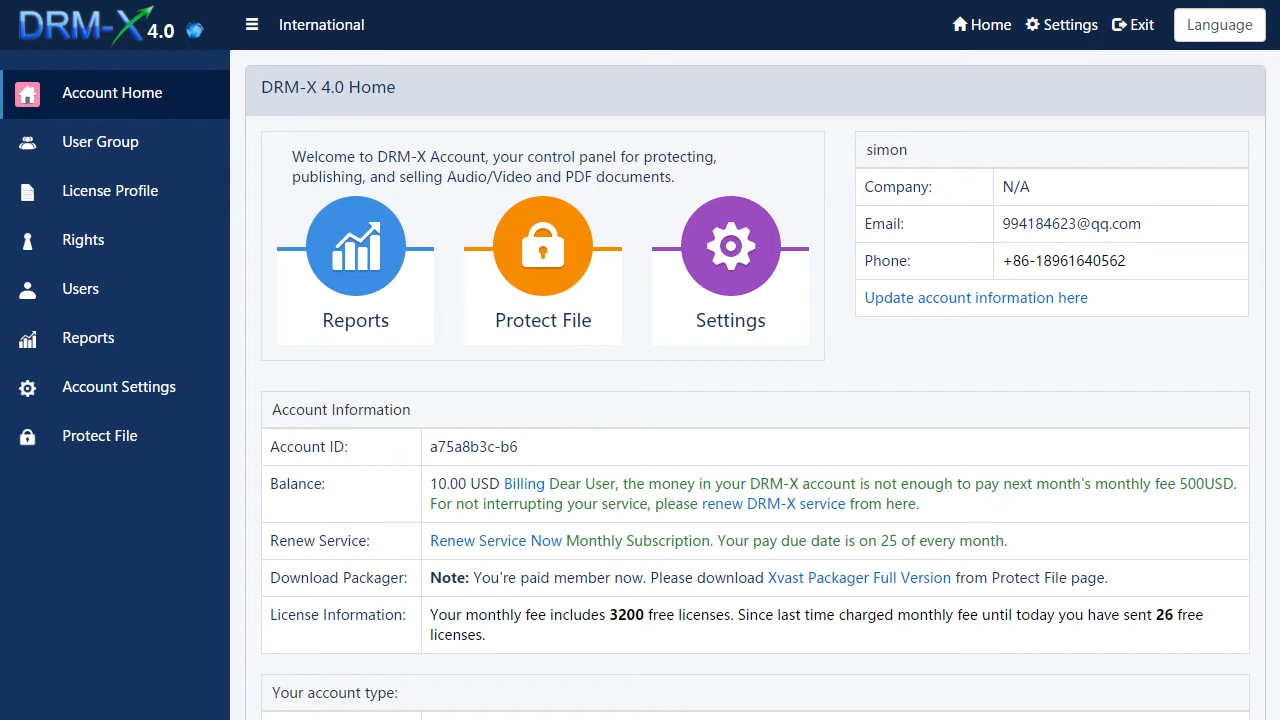 DRM-X 4.0
International
Home
Settings
Exit
Language
Account Home
User Group
License Profile
Rights
Users
Reports
Account Settings
Protect File
DRM-X 4.0 Home
Welcome to DRM-X Account, your control panel for protecting,
publishing, and selling Audio/Video and PDF documents.
Reports
Protect File
Settings
simon
Company: N/A
Email: 994184623@qq.com
Phone: +86-18961640562
Update account information here
Account Information
Account ID: a75a8b3c-b6
Balance: 10.00 USD Billing Dear User, the money in your DRM-X account is not enough to pay next month's monthly fee 500USD.
For not interrupting your service, please renew DRM-X service from here.
Renew Service: Renew Service Now Monthly Subscription. Your pay due date is on 25 of every month.
Download Packager: Note: You're paid member now. Please download Xvast Packager Full Version from Protect File page.
License Information: Your monthly fee includes 3200 free licenses. Since last time charged monthly fee until today you have sent 26 free
licenses.
Your account type: